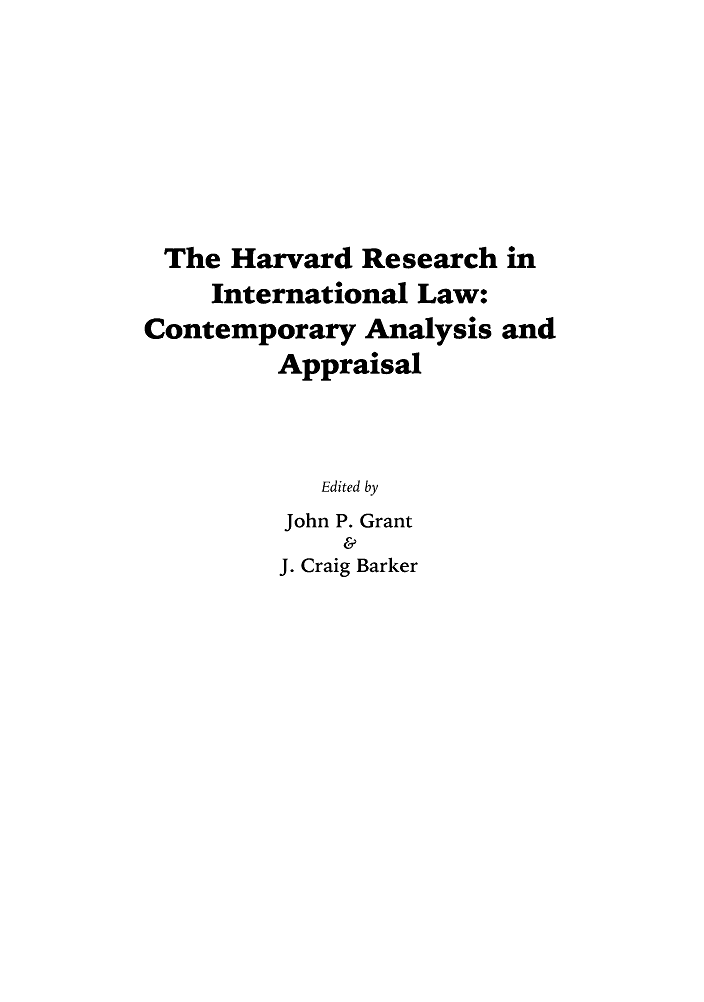 The Harvard Research in
International Law:
Contemporary Analysis and
Appraisal
Edited by
John P. Grant
&
J. Craig Barker